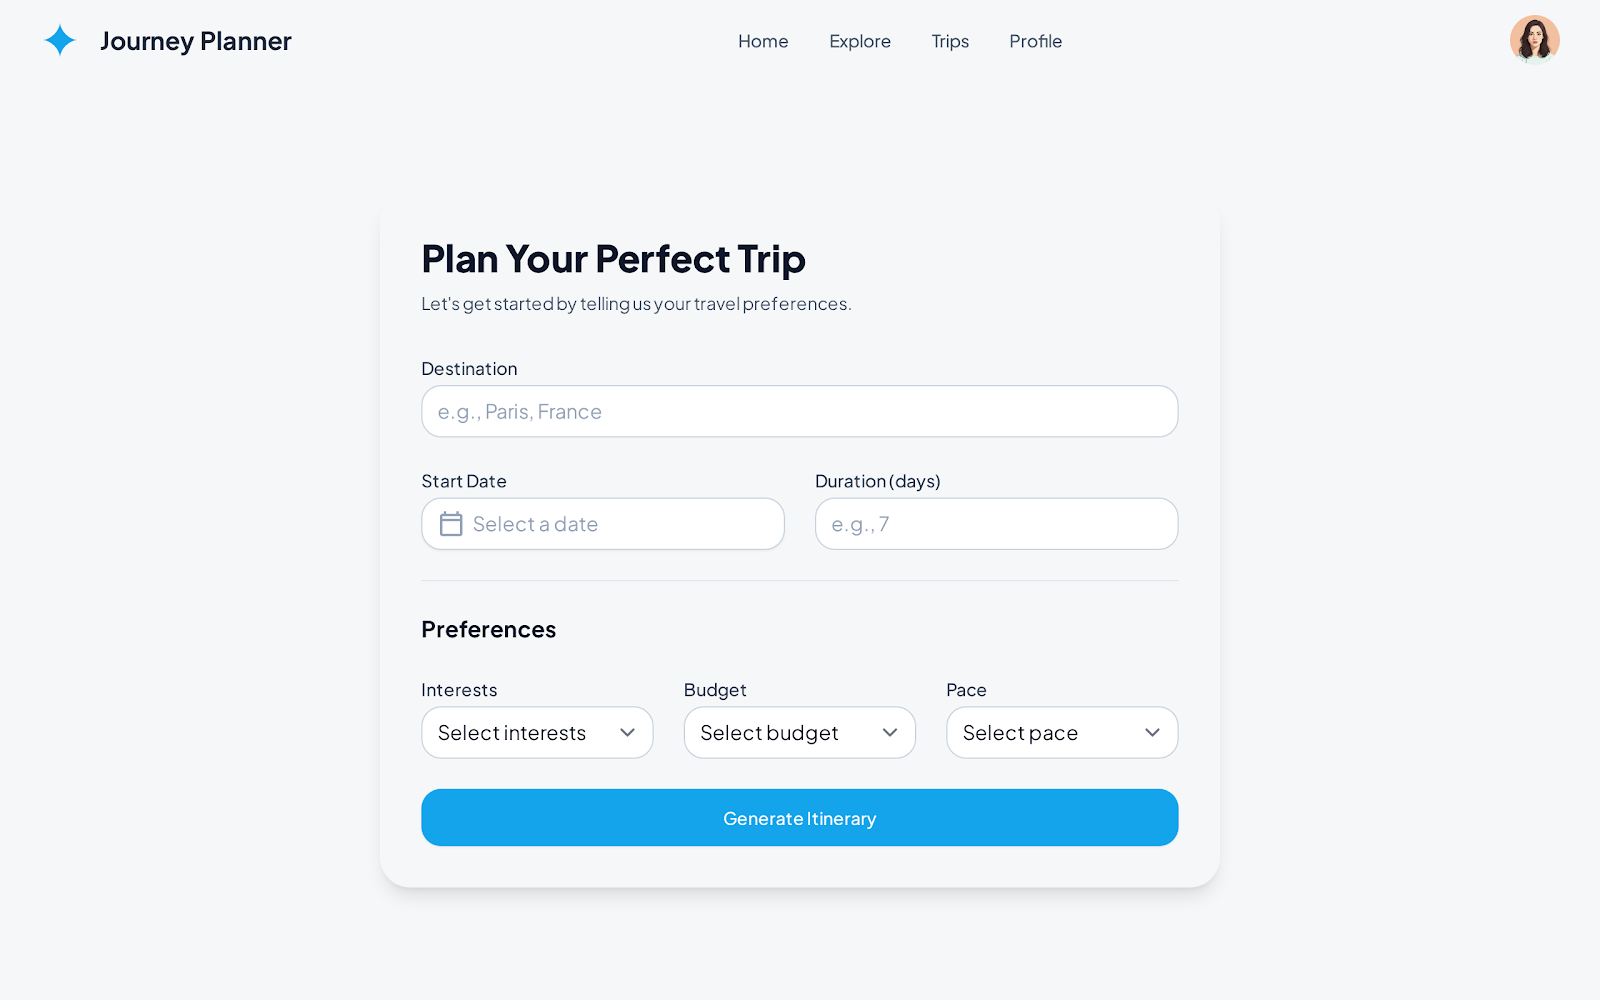 Journey Planner
Home Explore Trips Profile
Plan Your Perfect Trip
Let's get started by telling us your travel preferences.
Destination
e.g., Paris, France
Start Date Duration (days)
Select a date e.g., 7
Preferences
Interests Budget Pace
Select interests Select budget Select pace
Generate Itinerary